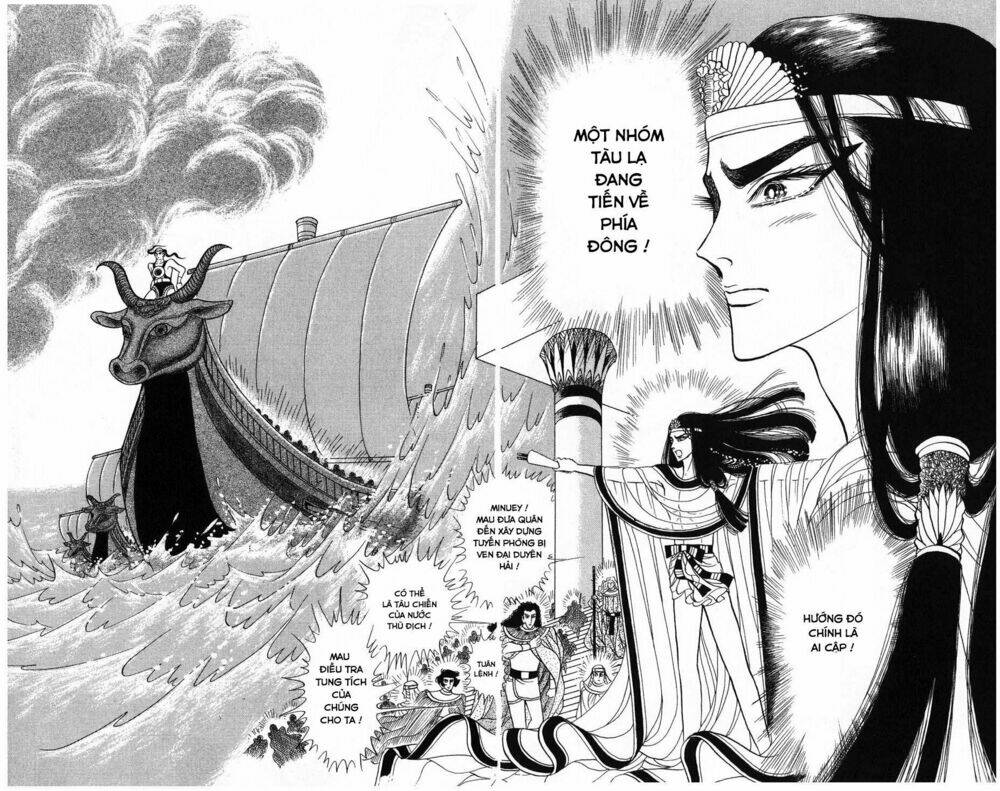 MỘT NHÓM
TÀU LẠ
ĐANG
TIẾN VỀ
PHÍA
ĐÔNG !
HƯỚNG ĐÓ
CHÍNH LÀ
AI CẬP !
MINUEY !
MAU ĐƯA QUÂN
ĐẾN XÂY DỰNG
TUYẾN PHÒNG BỊ
VEN ĐẠI DUYÊN
HẢI !
TUÂN
LỆNH !
CÓ THỂ
LÀ TÀU CHIẾN
CỦA NƯỚC
THÙ ĐỊCH !
MAU
ĐIỀU TRA
TUNG TÍCH
CỦA
CHÚNG
CHO TA !